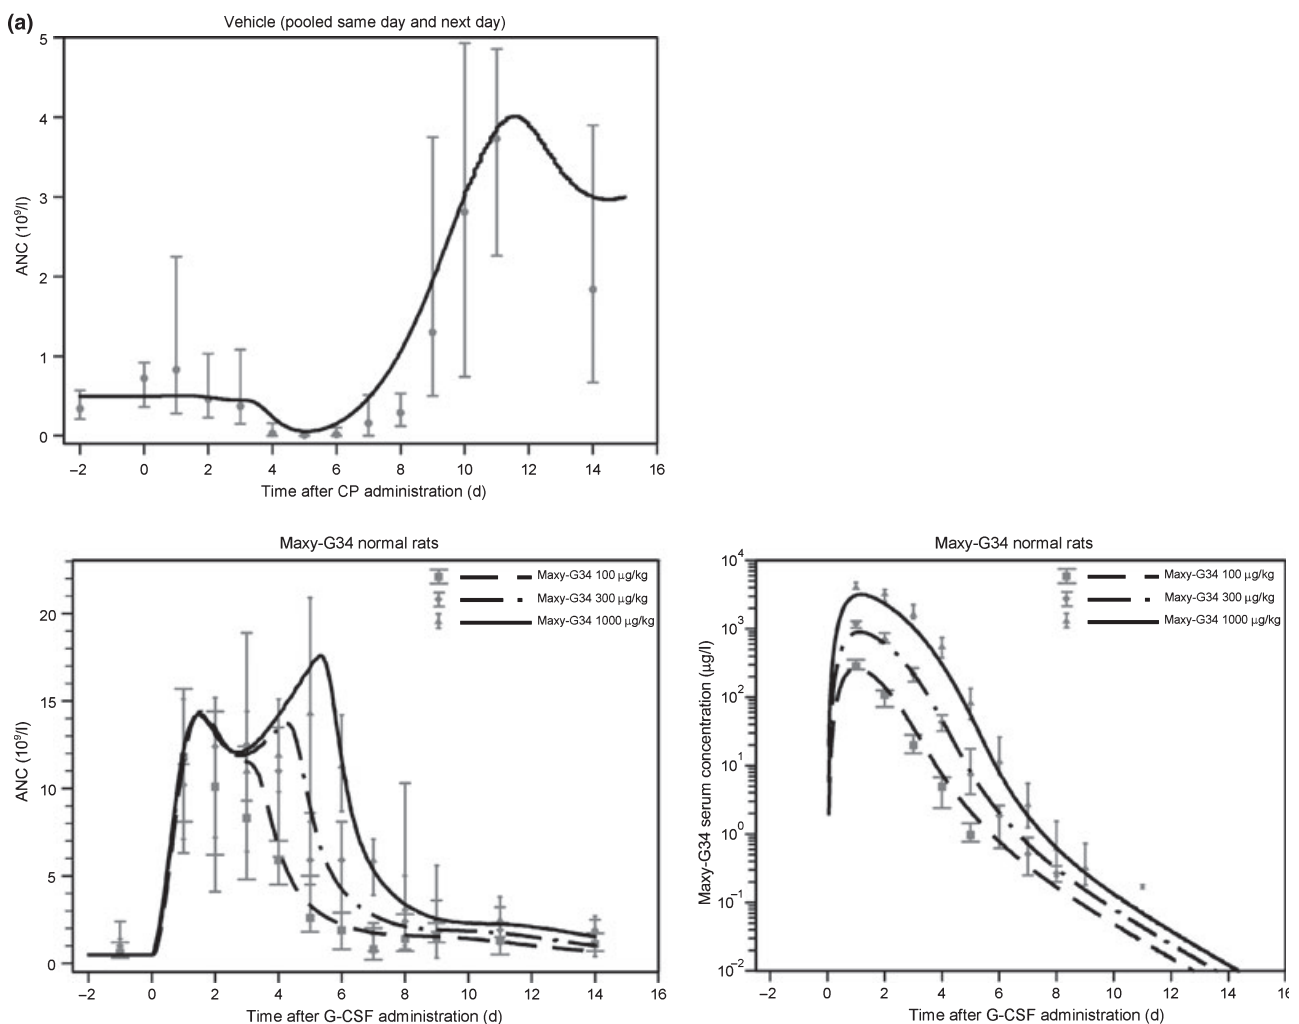 (a)
Vehicle (pooled same day and next day)
5
4
3
2
1
0
ANC (10⁹/l)
−2 0 2 4 6 8 10 12 14 16
Time after CP administration (d)
Maxy-G34 normal rats
Maxy-G34 100 μg/kg
Maxy-G34 300 μg/kg
Maxy-G34 1000 μg/kg
20
15
10
5
0
ANC (10⁹/l)
−2 0 2 4 6 8 10 12 14 16
Time after G-CSF administration (d)
Maxy-G34 normal rats
Maxy-G34 100 μg/kg
Maxy-G34 300 μg/kg
Maxy-G34 1000 μg/kg
10⁴
10³
10²
10¹
10⁰
10⁻¹
10⁻²
Maxy-G34 serum concentration (μg/l)
−2 0 2 4 6 8 10 12 14 16
Time after G-CSF administration (d)